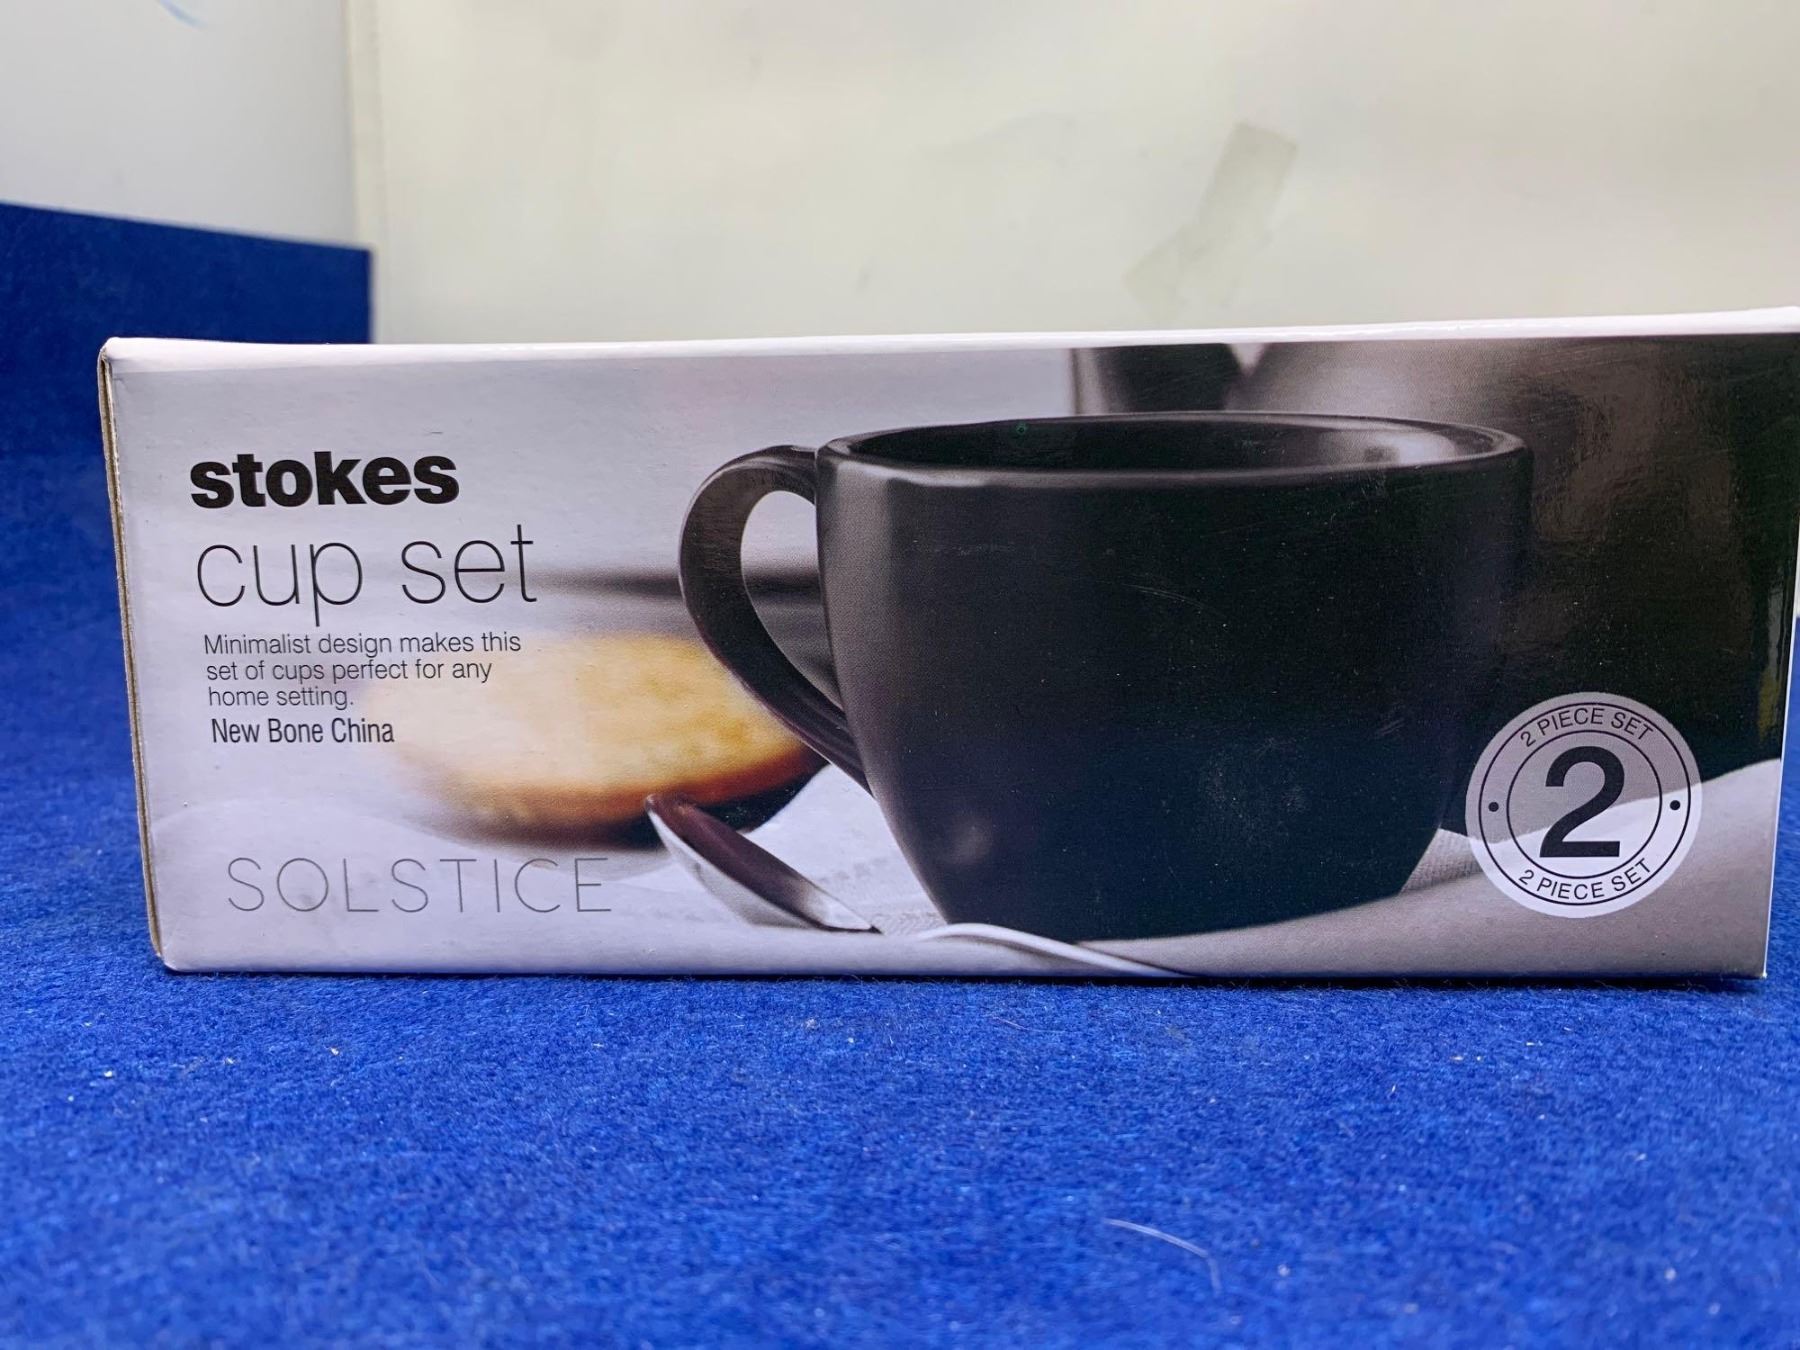 stokes
cup set
Minimalist design makes this
set of cups perfect for any
home setting.
New Bone China
SOLSTICE
2 PIECE SET
2
2 PIECE SET